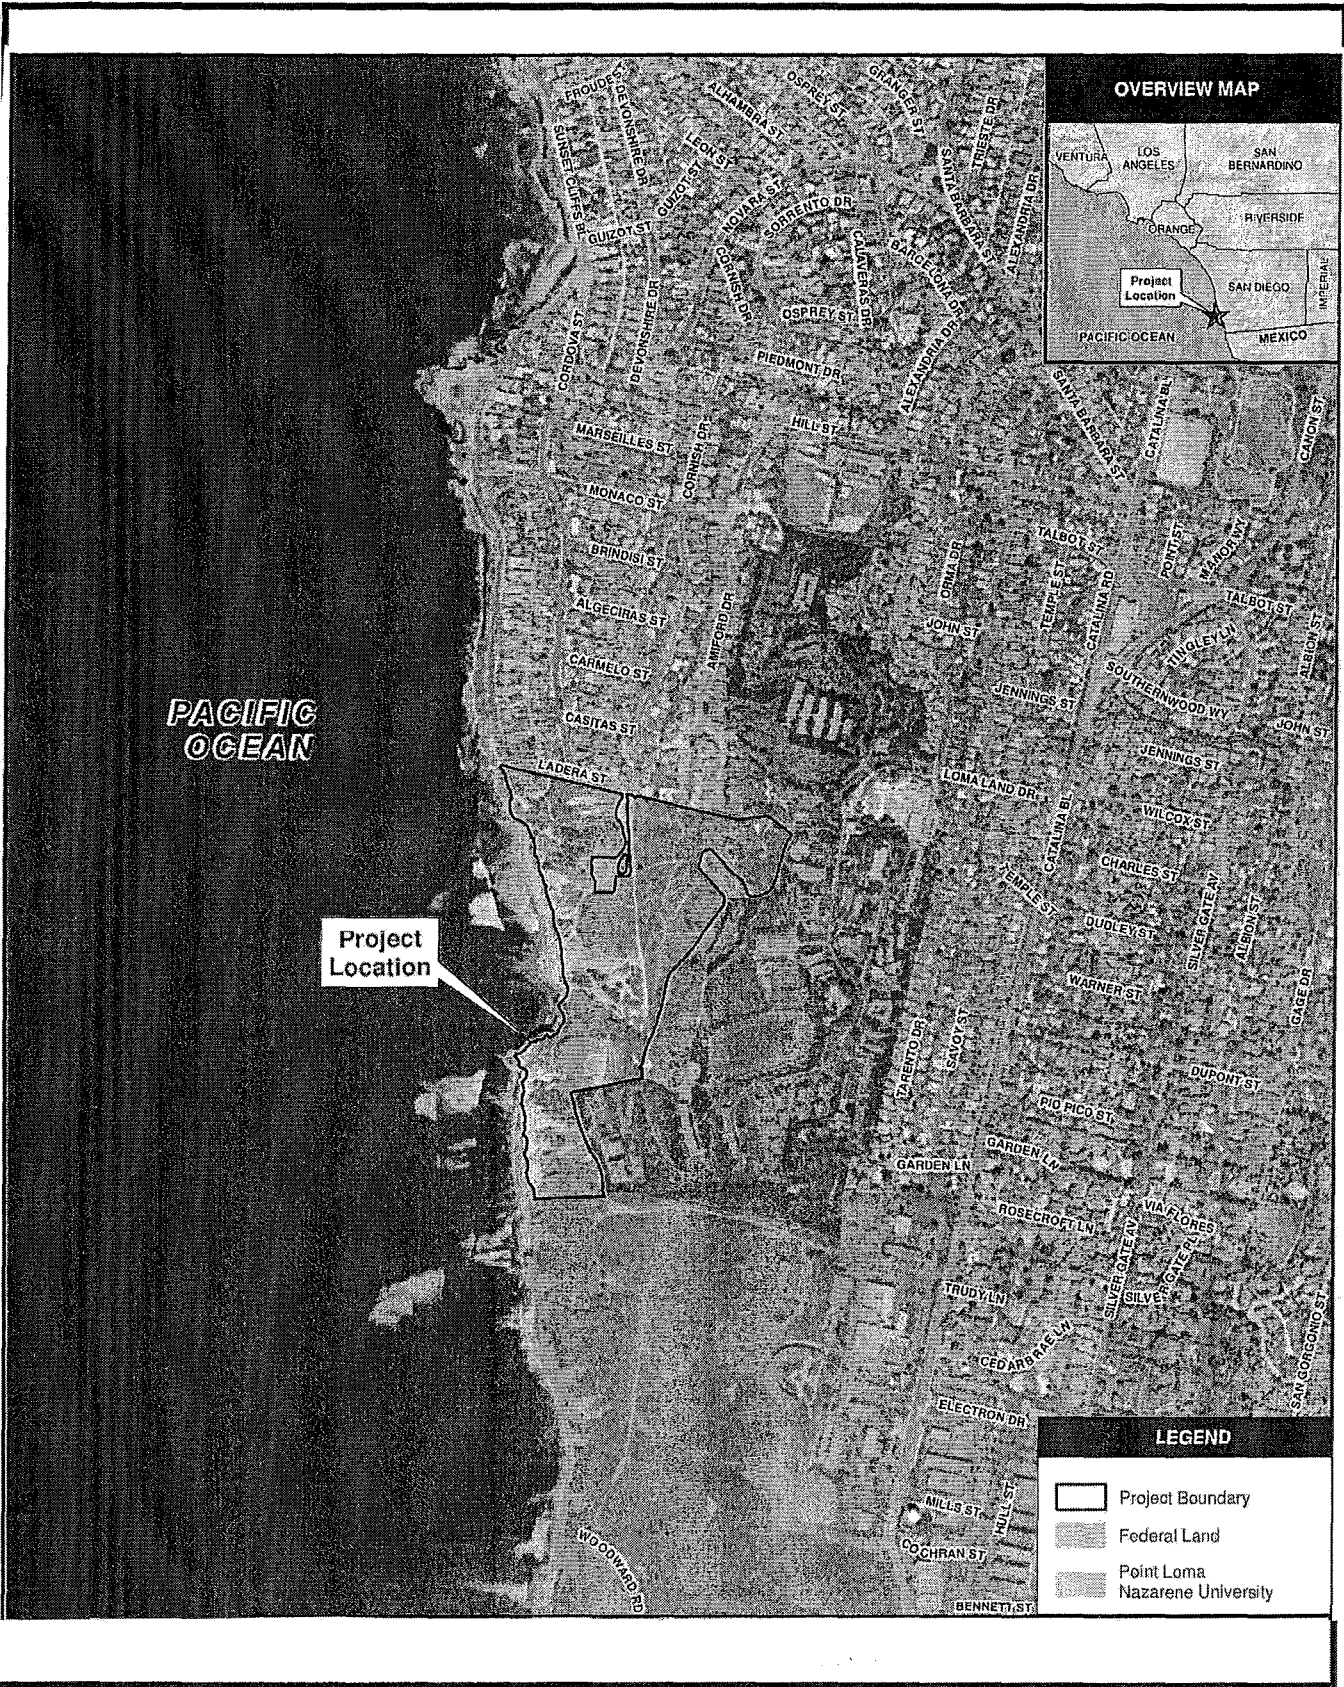 OVERVIEW MAP
VENTURA
LOS
ANGELES
SAN
BERNARDINO
ORANGE
RIVERSIDE
SAN DIEGO
IMPERIAL
Project
Location
PACIFIC OCEAN
MEXICO
DEVONSHIRE DR
SUNSET CLIFFS BL
ALHAMBRA ST
OSPREY ST
GRANGER ST
TRIESTE DR
LEON ST
GUIZOT ST
GUIZOT ST
NOVARA ST
SORRENTO DR
SANTA BARBARA ST
ALEXANDRIA DR
CORNISH DR
CALAVERAS DR
BARCELONA DR
CORDOVA ST
DEVONSHIRE DR
OSPREY ST
PIEDMONT DR
ALEXANDRIA DR
SANTA BARBARA ST
CATALINA BL
CANON ST
MARSEILLES ST
CORNISH DR
HILL ST
MONACO ST
BRINDISI ST
ALGECIRAS ST
AMIFORD DR
CARMELO ST
CASITAS ST
LADERA ST
ORMA DR
JOHN ST
TALBOT ST
TEMPLE ST
CATALINA RD
POINT ST
MANOR WY
TALBOT ST
TINGLEY LN
ALBION ST
SOUTHERNWOOD WY
JENNINGS ST
JOHN ST
JENNINGS ST
LOMA LAND DR
CATALINA BL
WILCOX ST
CHARLES ST
TEMPLE ST
DUDLEY ST
SILVER GATE AV
ALBION ST
WARNER ST
GAGE DR
PACIFIC
OCEAN
Project
Location
TARENTO DR
SAVOY ST
DUPONT ST
PIO PICO ST
GARDEN LN
GARDEN LN
ROSECROFT LN
VIA FLORES
SILVER GATE AV
SILVER GATE PL
TRUDY LN
CEDARBRAE LN
SAN GORGONIO ST
ELECTRON DR
MILLS ST
HULL ST
COCHRAN ST
WOODWARD RD
BENNETT ST
LEGEND
Project Boundary
Federal Land
Point Loma
Nazarene University